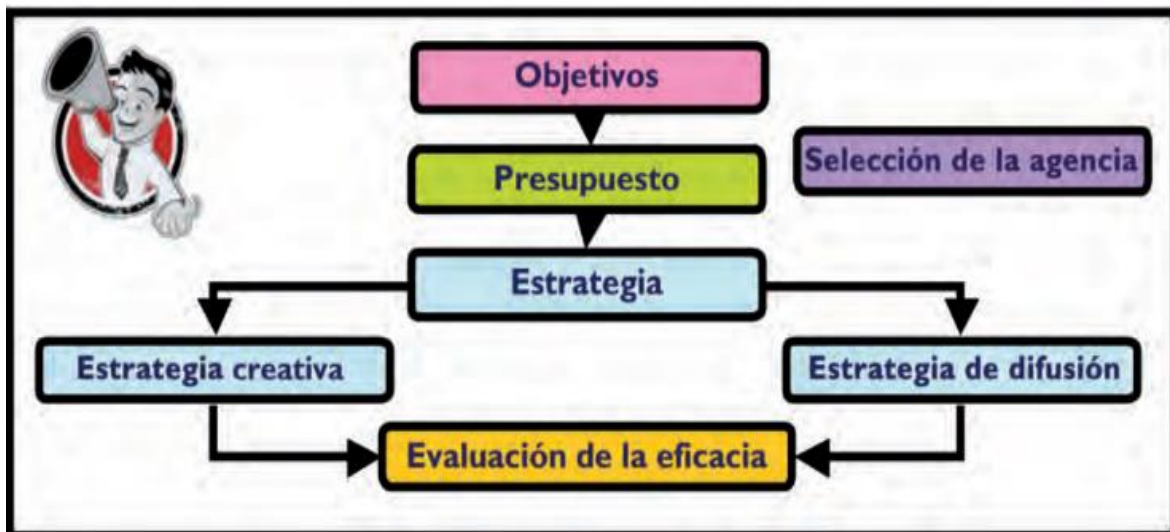 Objetivos
Presupuesto
Selección de la agencia
Estrategia
Estrategia creativa
Estrategia de difusión
Evaluación de la eficacia